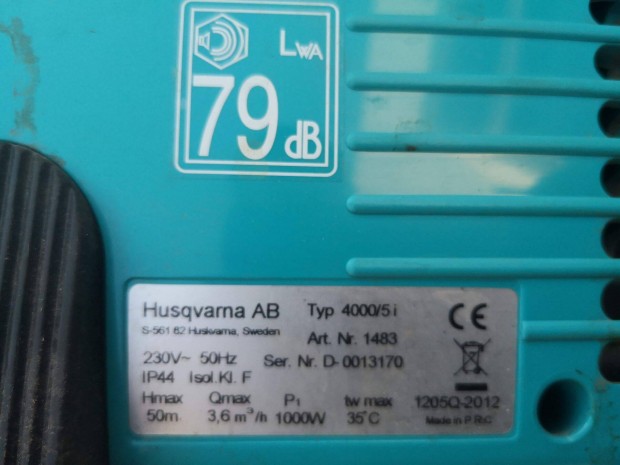 LWA
79 dB
Husqvarna AB Typ 4000/5 i
S-561 82 Huskvarna, Sweden
Art. Nr. 1483
230V~ 50Hz Ser. Nr. D- 0013170
IP44 Isol.Kl. F
Hmax Qmax P1 tw max 1205Q-2012
50m 3,6 m³/h 1000W 35°C Made in P.R.C
CE